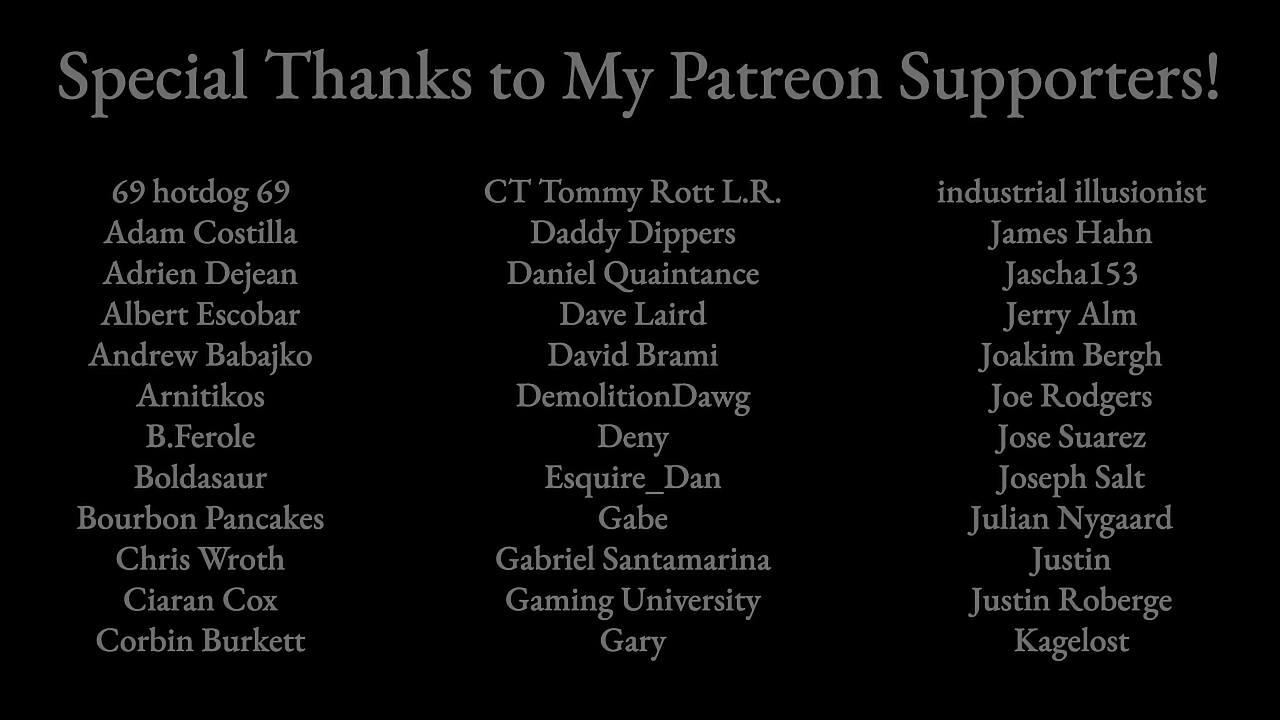 Special Thanks to My Patreon Supporters!
69 hotdog 69
Adam Costilla
Adrien Dejean
Albert Escobar
Andrew Babajko
Arnitikos
B.Ferole
Boldasaur
Bourbon Pancakes
Chris Wroth
Ciaran Cox
Corbin Burkett
CT Tommy Rott L.R.
Daddy Dippers
Daniel Quaintance
Dave Laird
David Brami
DemolitionDawg
Deny
Esquire_Dan
Gabe
Gabriel Santamarina
Gaming University
Gary
industrial illusionist
James Hahn
Jascha153
Jerry Alm
Joakim Bergh
Joe Rodgers
Jose Suarez
Joseph Salt
Julian Nygaard
Justin
Justin Roberge
Kagelost